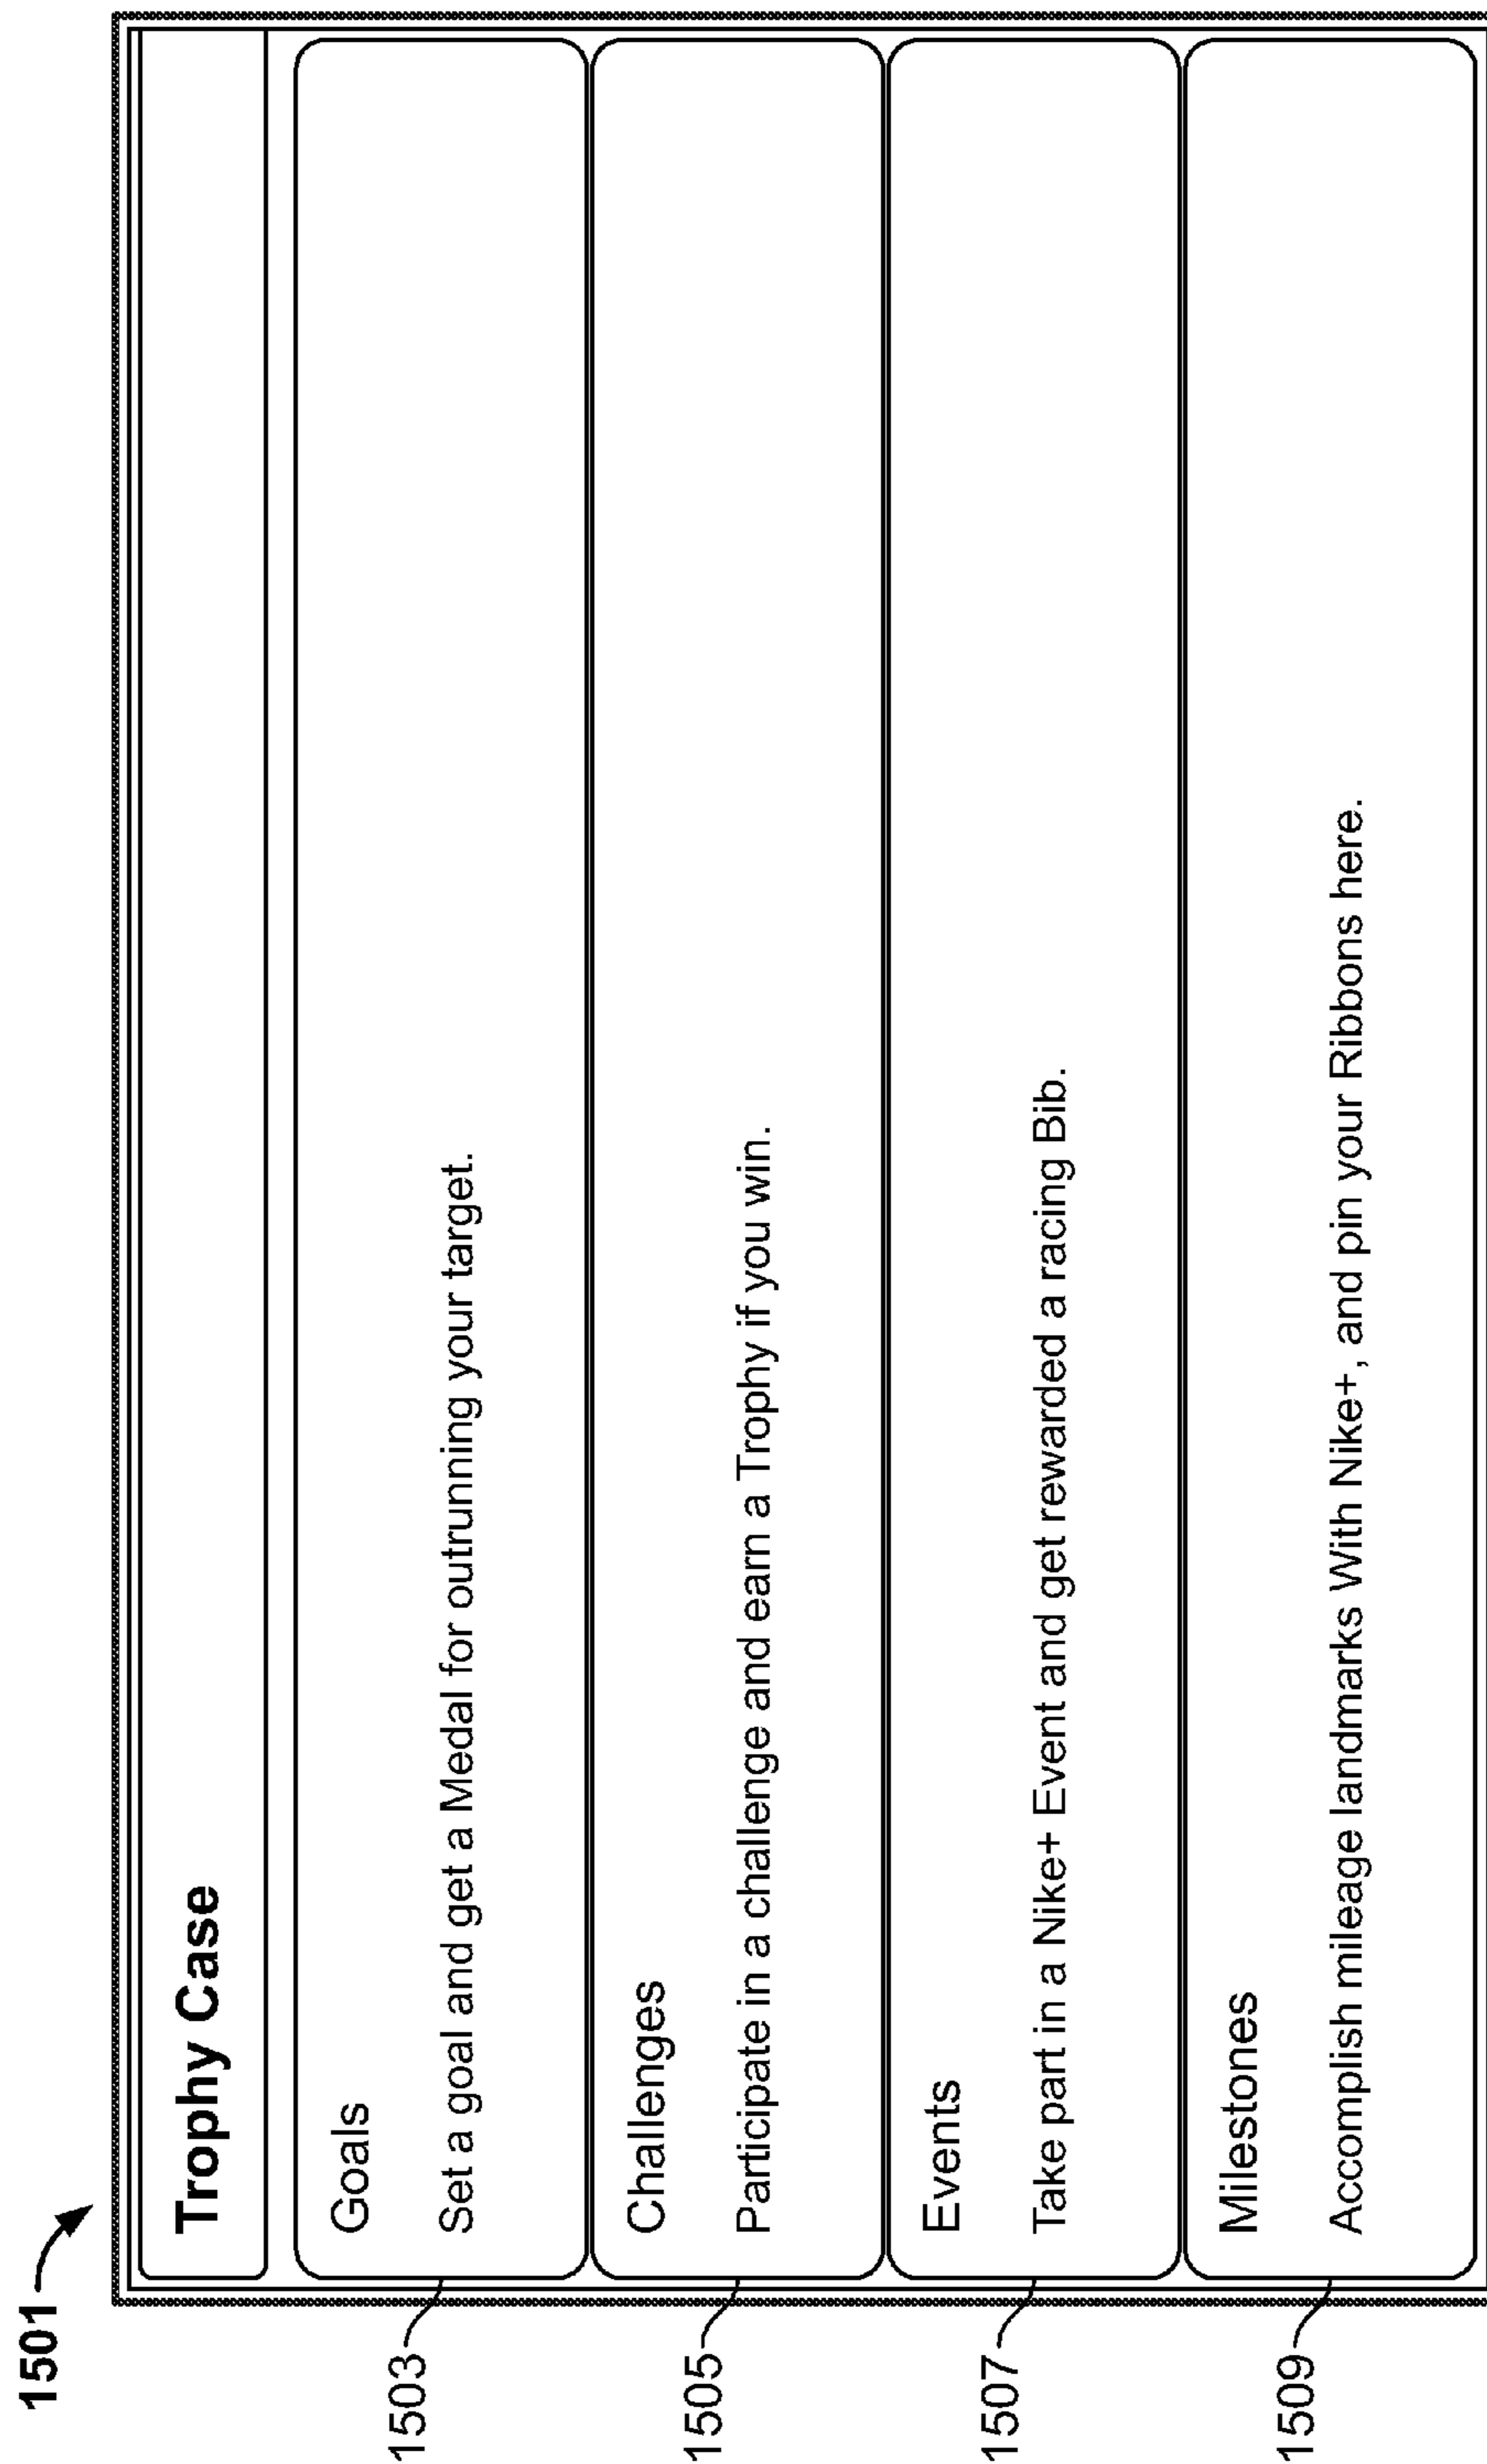 1501
Trophy Case
1503
Goals
Set a goal and get a Medal for outrunning your target.
1505
Challenges
Participate in a challenge and earn a Trophy if you win.
1507
Events
Take part in a Nike+ Event and get rewarded a racing Bib.
1509
Milestones
Accomplish mileage landmarks With Nike+, and pin your Ribbons here.